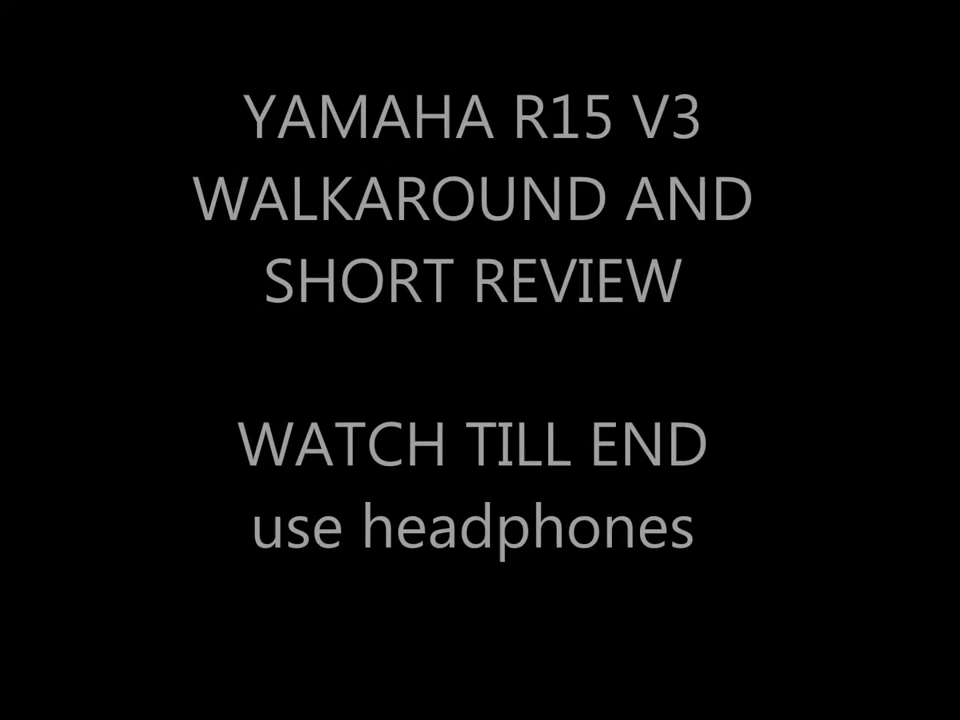 YAMAHA R15 V3
WALKAROUND AND
SHORT REVIEW
WATCH TILL END
use headphones